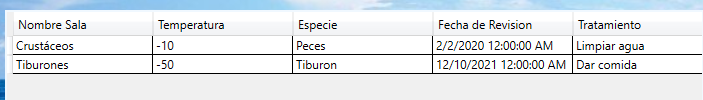 Nombre Sala Temperatura Especie Fecha de Revision Tratamiento
Crustáceos -10 Peces 2/2/2020 12:00:00 AM Limpiar agua
Tiburones -50 Tiburon 12/10/2021 12:00:00 AM Dar comida